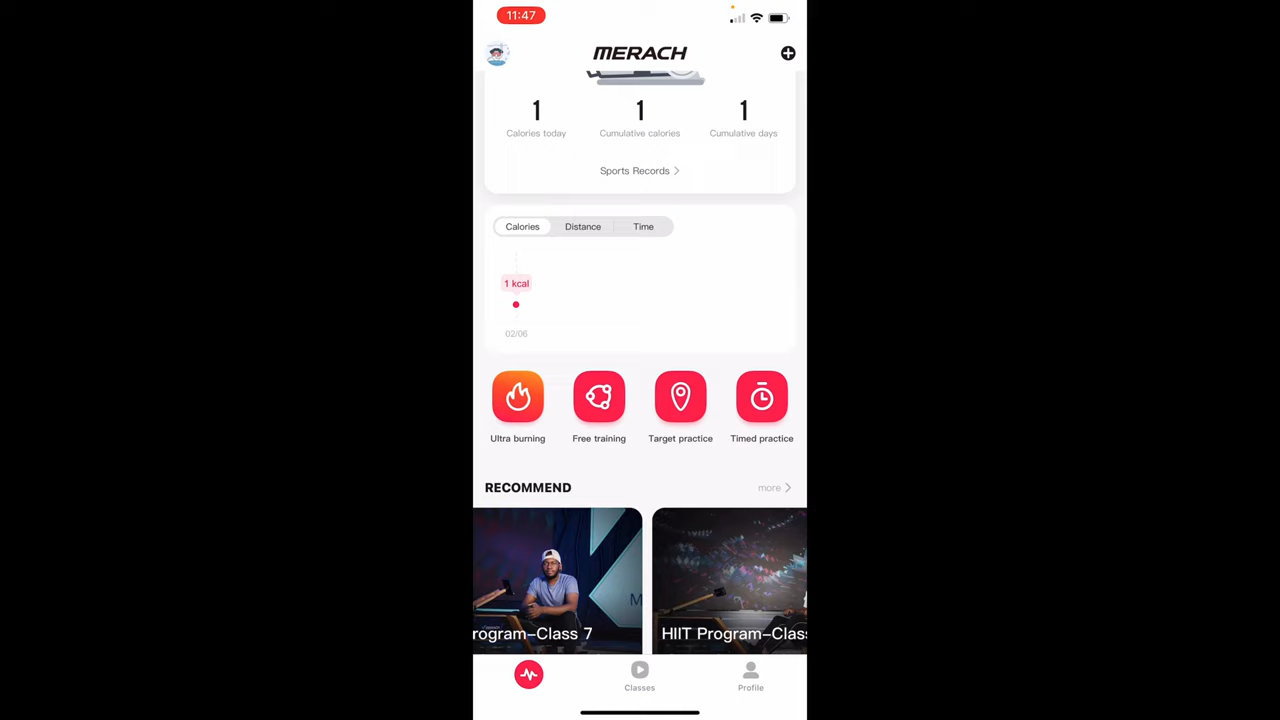 11:47
MERACH
1 1 1
Calories today Cumulative calories Cumulative days
Sports Records
Calories Distance Time
1 kcal
02/06
Ultra burning Free training Target practice Timed practice
RECOMMEND more
rogram-Class 7 HIIT Program-Clas
Classes Profile